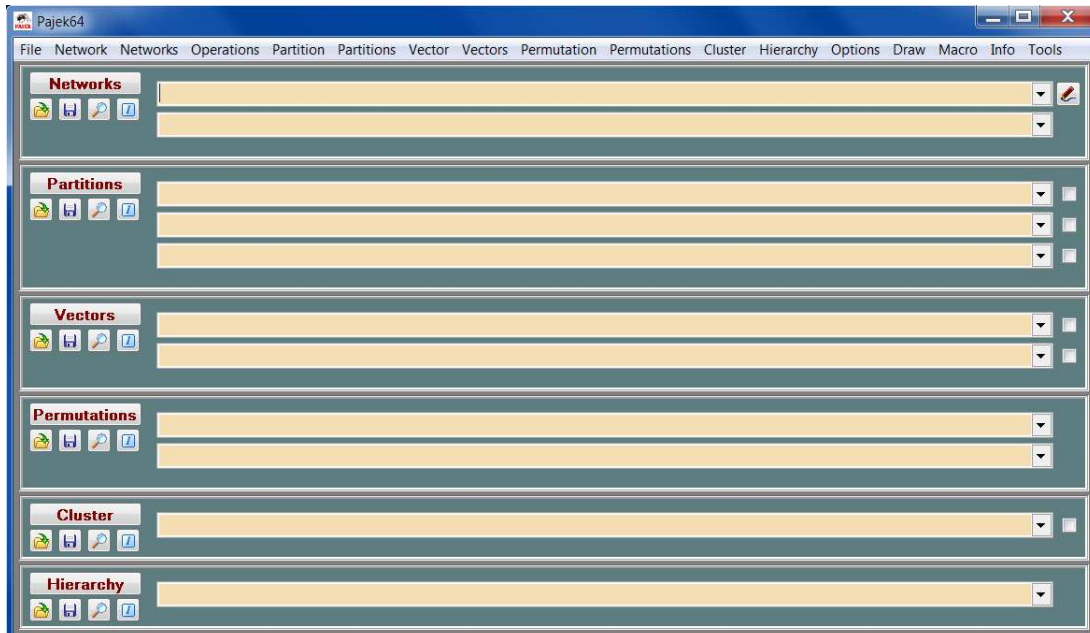 Pajek64
File Network Networks Operations Partition Partitions Vector Vectors Permutation Permutations Cluster Hierarchy Options Draw Macro Info Tools
Networks
Partitions
Vectors
Permutations
Cluster
Hierarchy